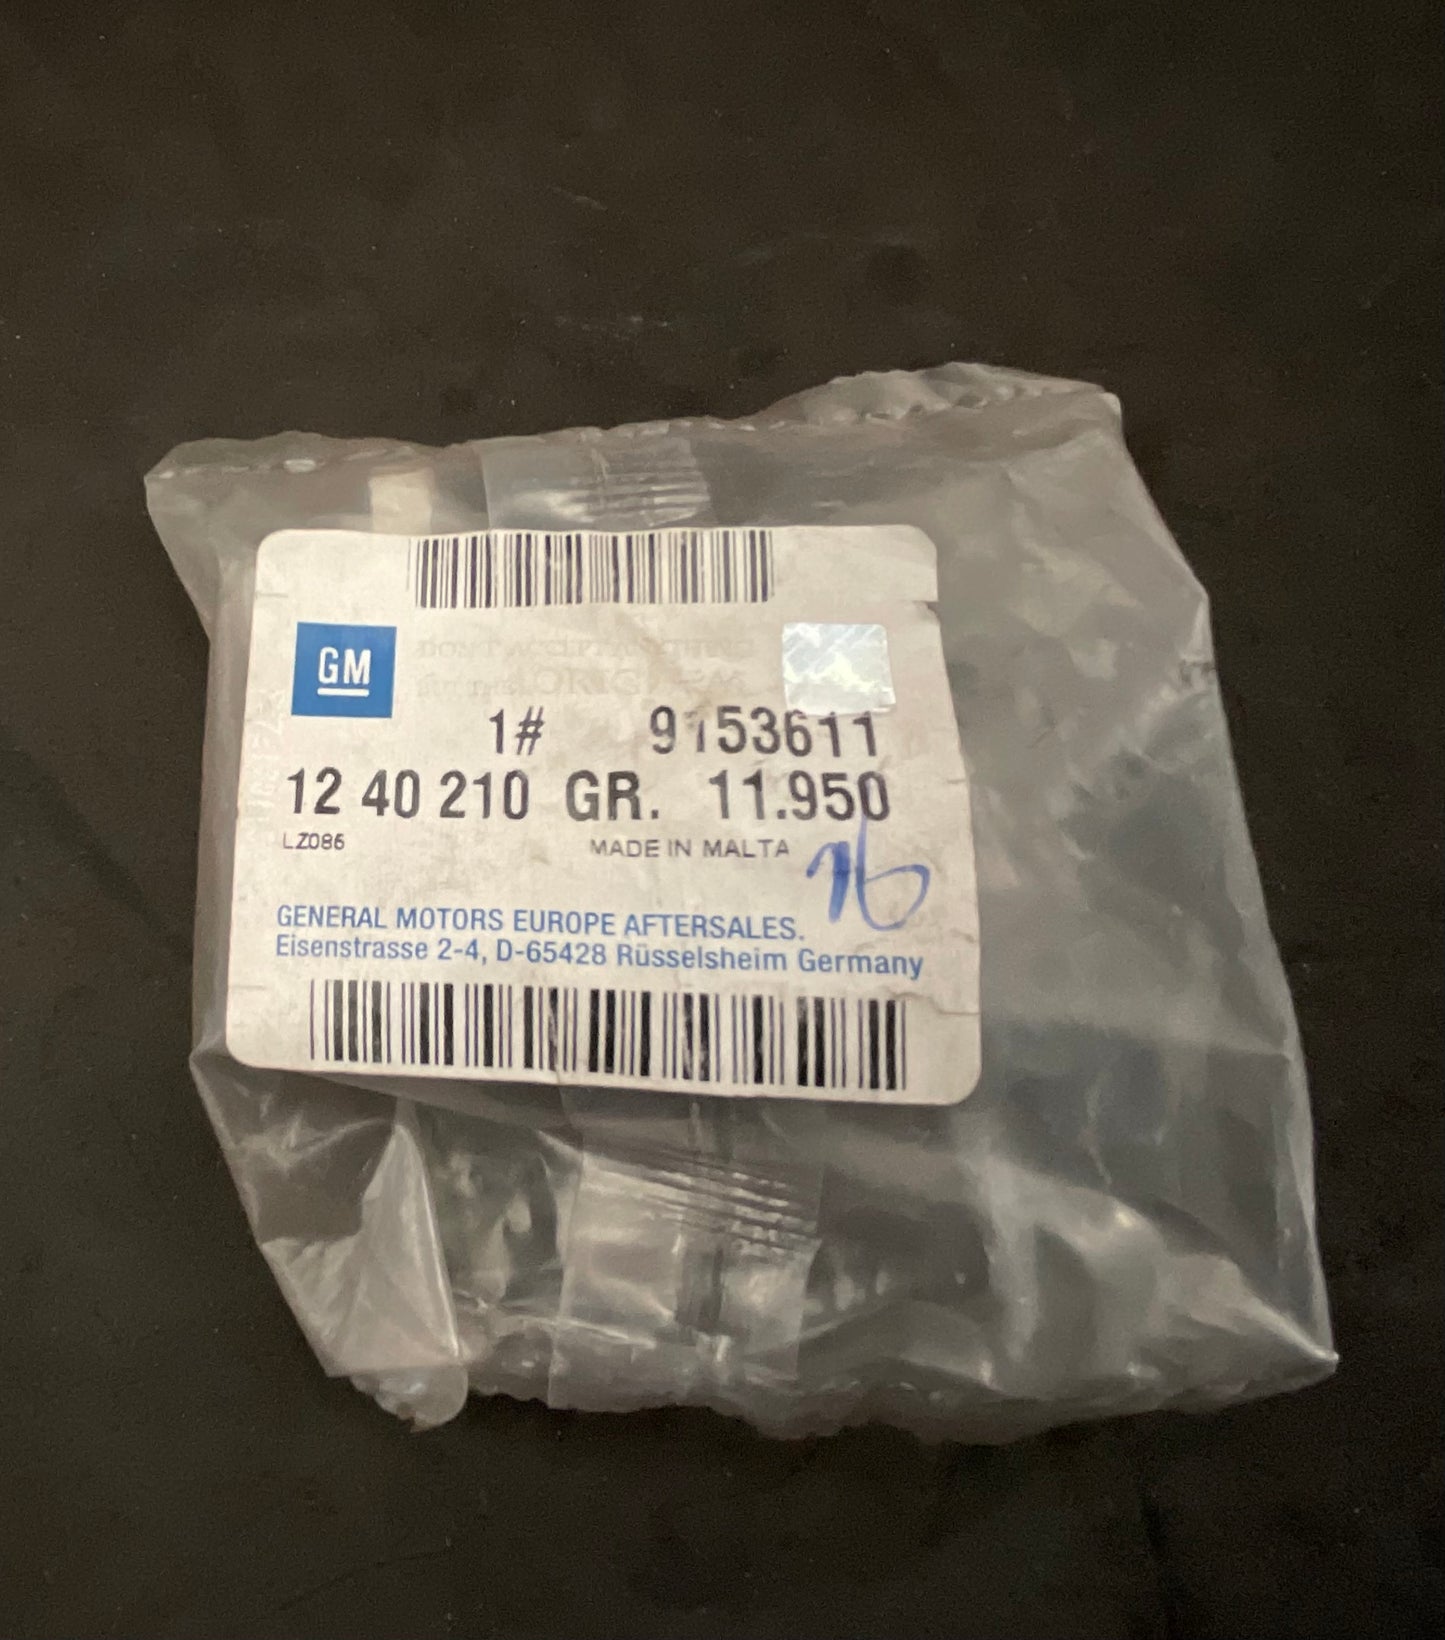 GM
1# 9153611
12 40 210 GR. 11.950
LZ086 MADE IN MALTA
GENERAL MOTORS EUROPE AFTERSALES.
Eisenstrasse 2-4, D-65428 Rüsselsheim Germany